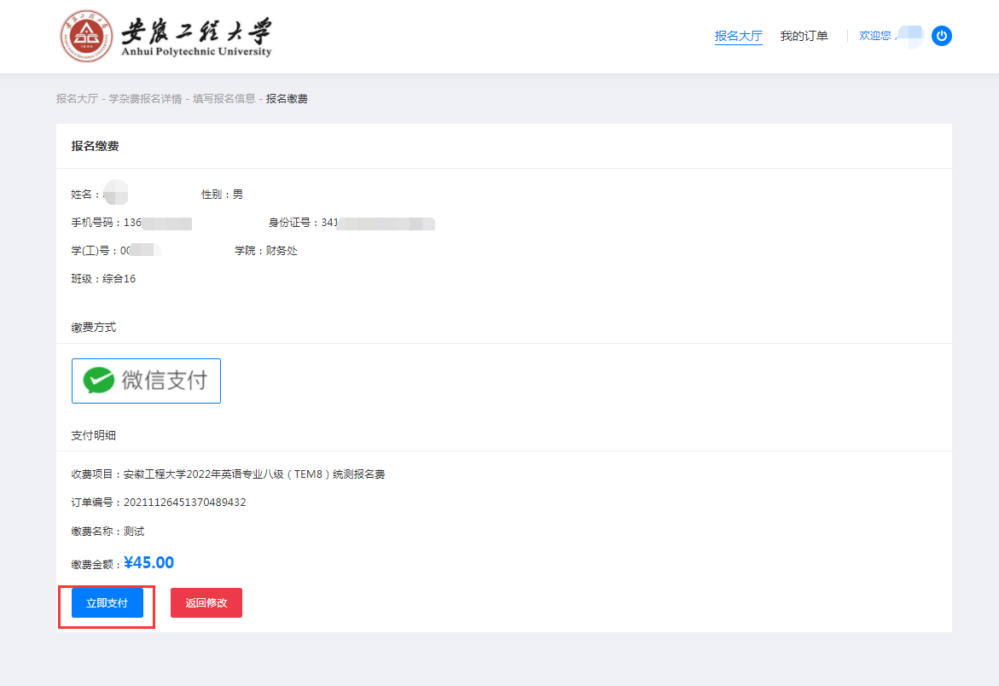 安徽工程大学
Anhui Polytechnic University
报名大厅 我的订单 欢迎您，
报名大厅 - 学杂费报名详情 - 填写报名信息 - 报名缴费
报名缴费
姓名： 性别：男
手机号码：136 身份证号：341
学(工)号：00 学院：财务处
班级：综合16
缴费方式
微信支付
支付明细
收费项目：安徽工程大学2022年英语专业八级（TEM8）统测报名费
订单编号：20211126451370489432
缴费名称：测试
缴费金额：¥45.00
立即支付 返回修改